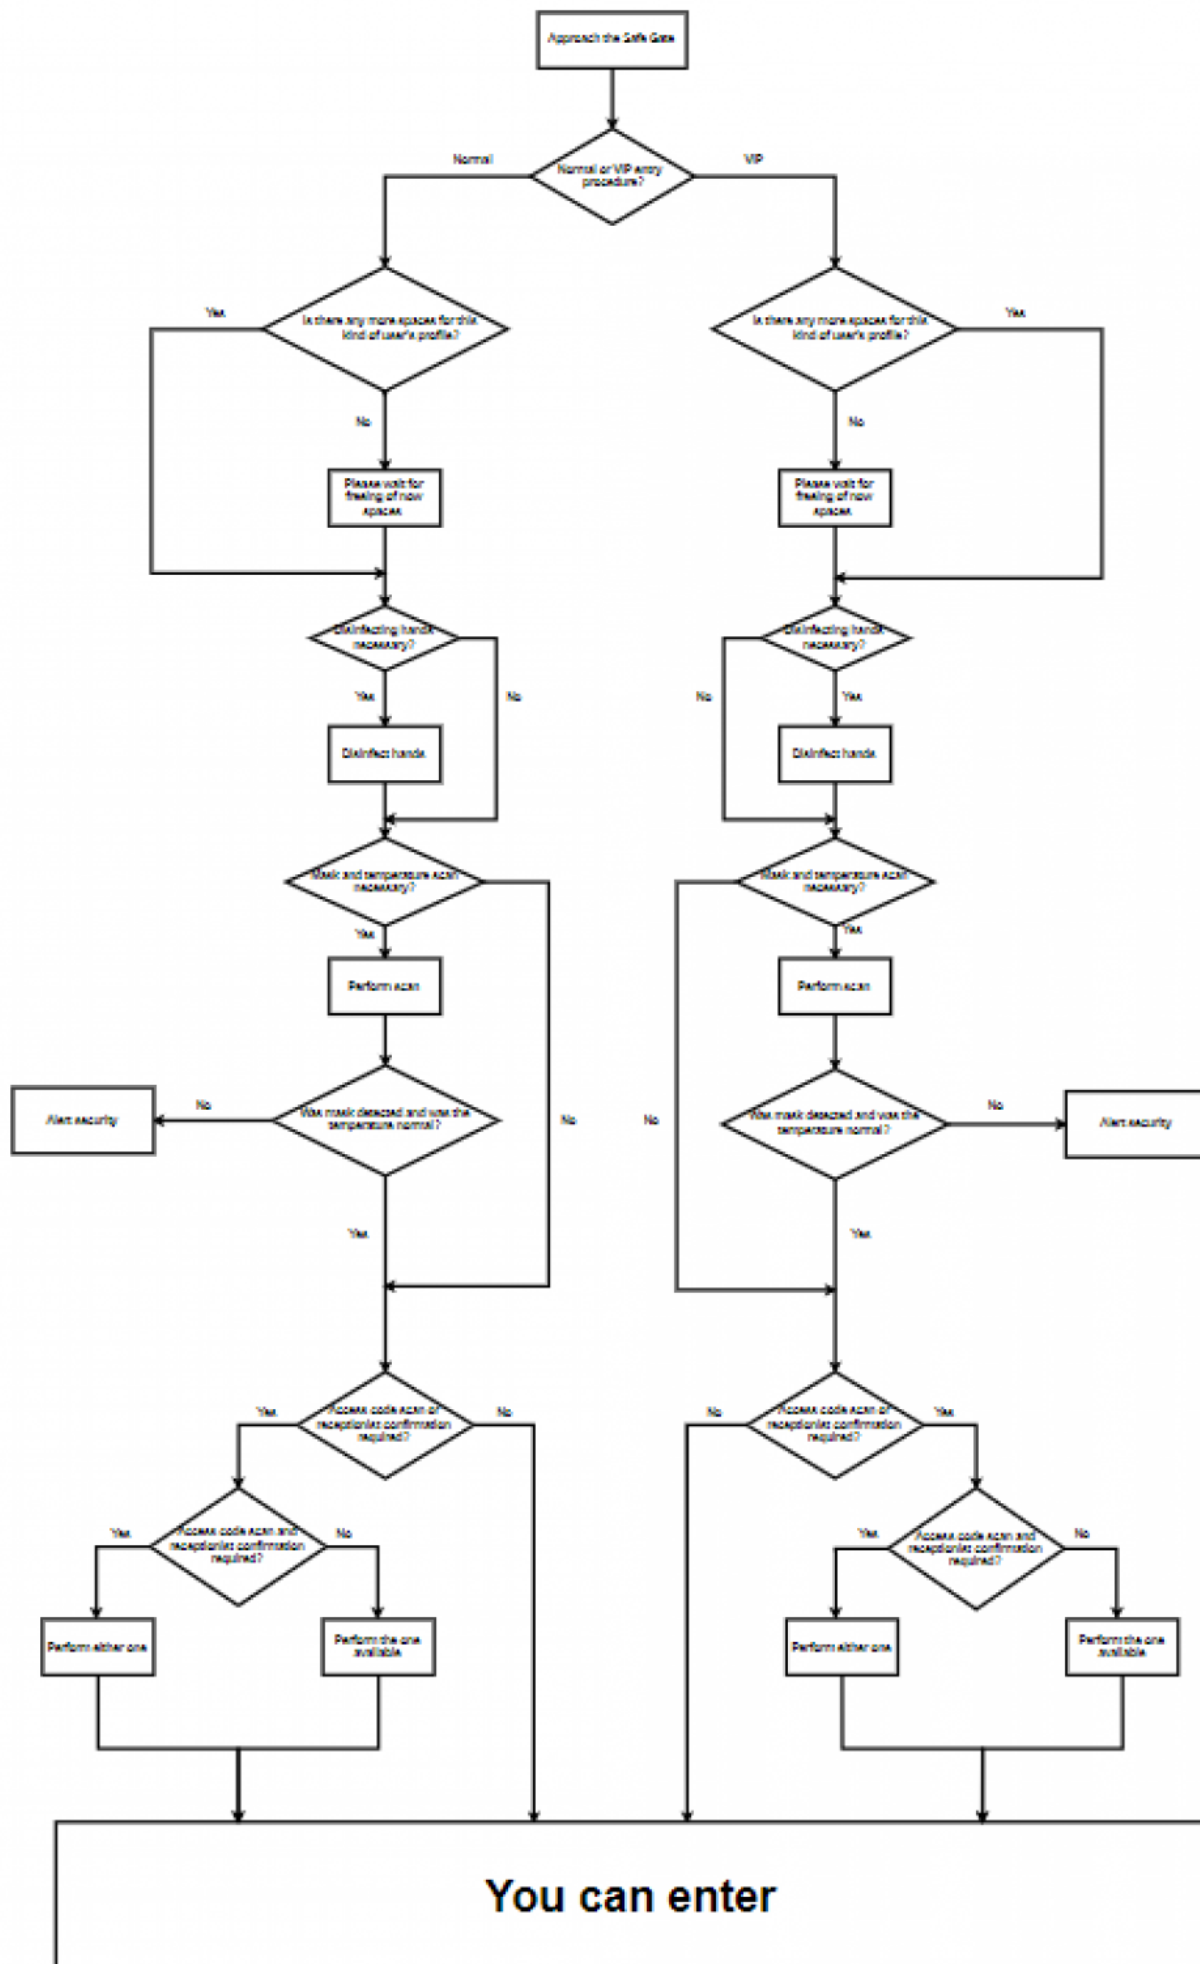 Approach the Safe Gate
Normal
Normal or VIP entry
procedure?
VIP
Yes
Is there any more spaces for this
kind of user's profile?
No
Please wait for
freeing of new
spaces
Disinfecting hands
necessary?
Yes
No
Disinfect hands
Mask and temperature scan
necessary?
Yes
Perform scan
Was mask detected and was the
temperature normal?
No
Alert security
No
Yes
Access code scan of
receptionist confirmation
required?
Yes
No
Access code scan and
receptionist confirmation
required?
Yes
No
Perform either one
Perform the one
available
Is there any more spaces for this
kind of user's profile?
Yes
No
Please wait for
freeing of new
spaces
Disinfecting hands
necessary?
No
Yes
Disinfect hands
Mask and temperature scan
necessary?
Yes
Perform scan
No
Was mask detected and was the
temperature normal?
No
Alert security
Yes
Access code scan of
receptionist confirmation
required?
No
Yes
Access code scan and
receptionist confirmation
required?
Yes
No
Perform either one
Perform the one
available
You can enter